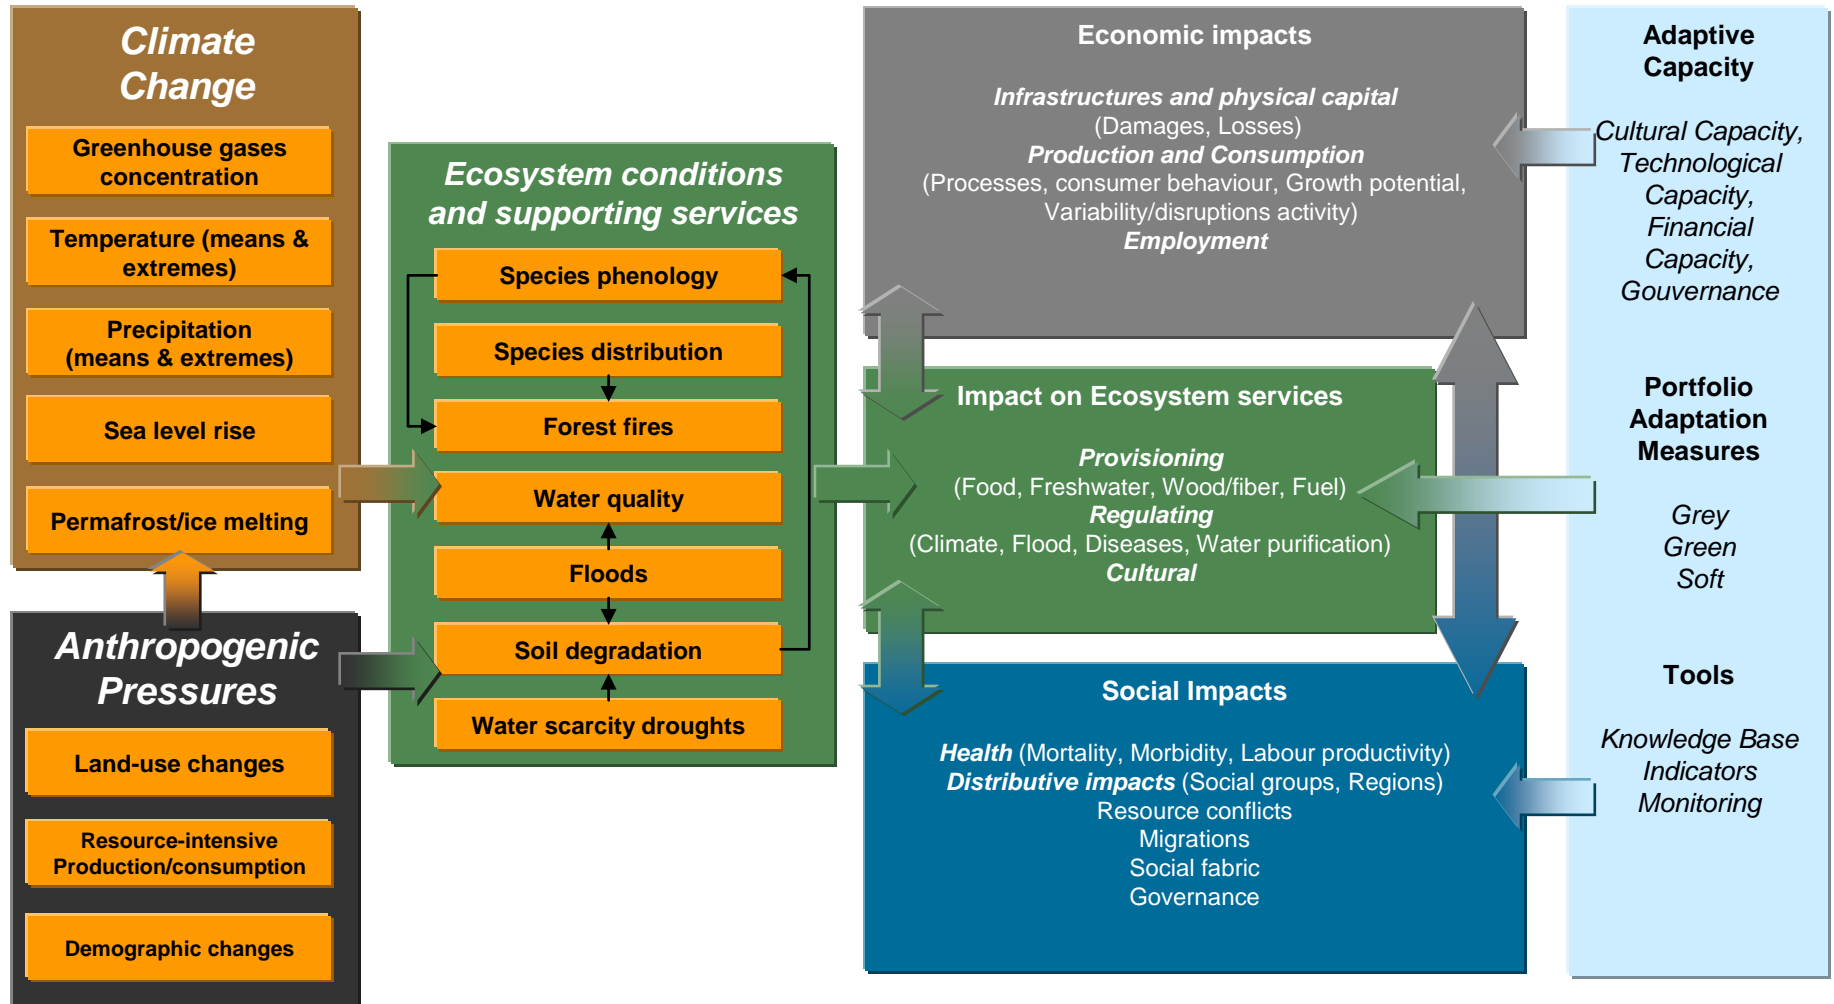 Climate
Change
Greenhouse gases
concentration
Temperature (means &
extremes)
Precipitation
(means & extremes)
Sea level rise
Permafrost/ice melting
Anthropogenic
Pressures
Land-use changes
Resource-intensive
Production/consumption
Demographic changes
Ecosystem conditions
and supporting services
Species phenology
Species distribution
Forest fires
Water quality
Floods
Soil degradation
Water scarcity droughts
Economic impacts
Infrastructures and physical capital
(Damages, Losses)
Production and Consumption
(Processes, consumer behaviour, Growth potential,
Variability/disruptions activity)
Employment
Impact on Ecosystem services
Provisioning
(Food, Freshwater, Wood/fiber, Fuel)
Regulating
(Climate, Flood, Diseases, Water purification)
Cultural
Social Impacts
Health (Mortality, Morbidity, Labour productivity)
Distributive impacts (Social groups, Regions)
Resource conflicts
Migrations
Social fabric
Governance
Adaptive
Capacity
Cultural Capacity,
Technological
Capacity,
Financial
Capacity,
Gouvernance
Portfolio
Adaptation
Measures
Grey
Green
Soft
Tools
Knowledge Base
Indicators
Monitoring